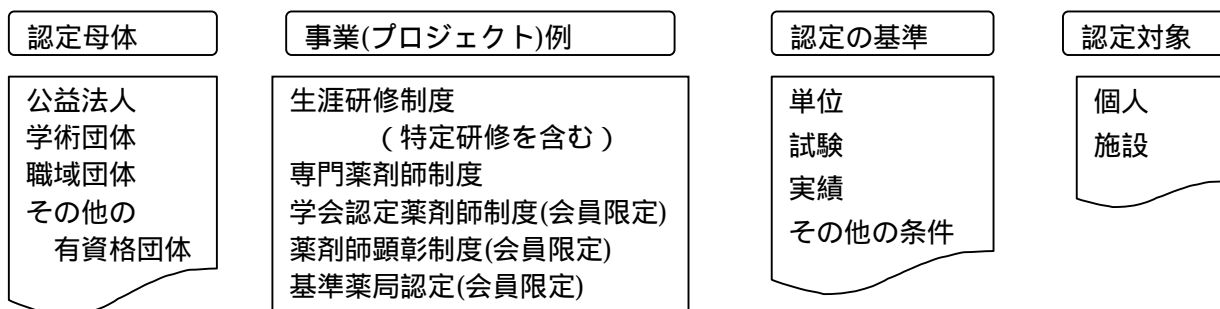 認定母体
事業(プロジェクト)例
認定の基準
認定対象
公益法人
学術団体
職域団体
その他の
有資格団体
生涯研修制度
（特定研修を含む）
専門薬剤師制度
学会認定薬剤師制度(会員限定)
薬剤師顕彰制度(会員限定)
基準薬局認定(会員限定)
単位
試験
実績
その他の条件
個人
施設